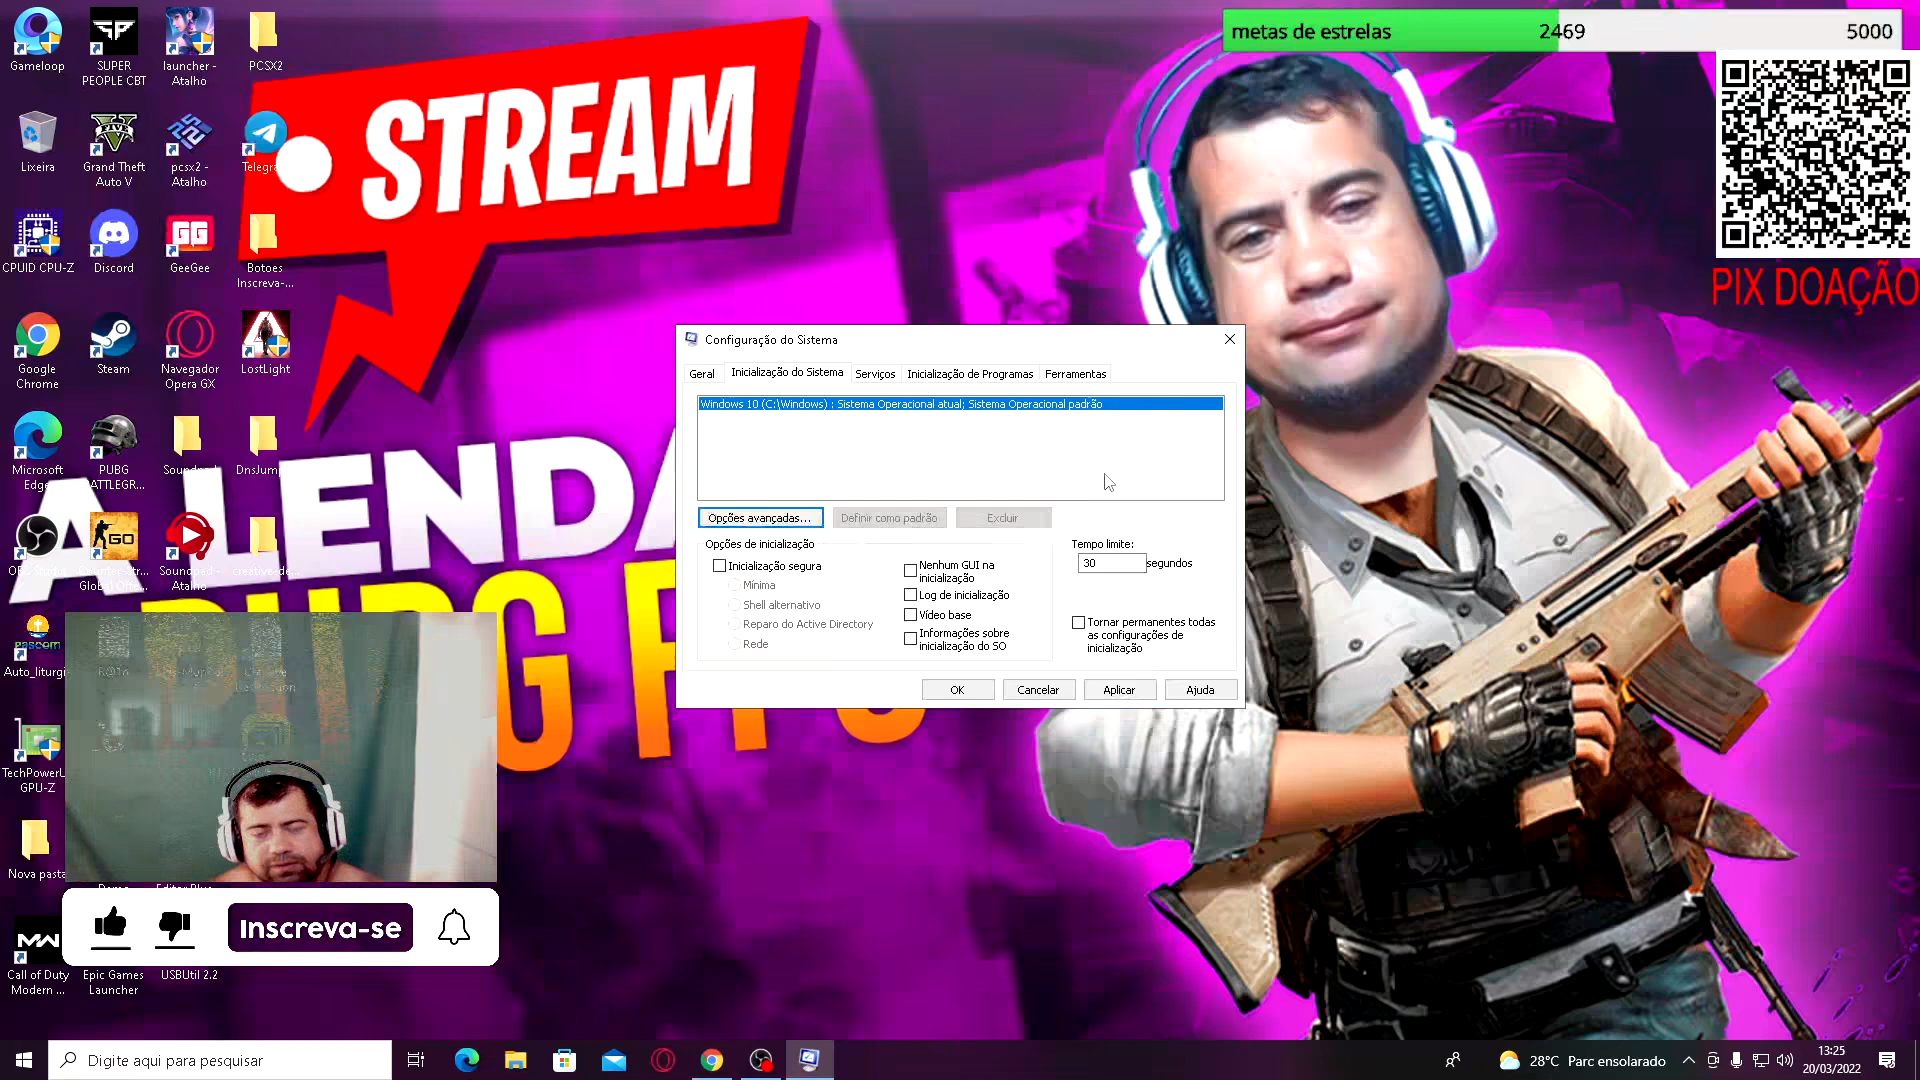 Gameloop
SUPER
PEOPLE CBT
launcher -
Atalho
PCSX2
Lixeira
Grand Theft
Auto V
pcsx2 -
Atalho
CPUID CPU-Z
Discord
GeeGee
Botoes
Inscreva-...
Google
Chrome
Steam
Navegador
Opera GX
LostLight
Microsoft
Edge
PUBG
Nova pasta
Auto_liturgi
TechPowerU
GPU-Z
Call of Duty
Modern ...
Epic Games
Launcher
USBUtil 2.2
STREAM
A LENDA
metas de estrelas
2469
5000
PIX DOAÇÃO
Configuração do Sistema
Geral
Inicialização do Sistema
Serviços
Inicialização de Programas
Ferramentas
Windows 10 (C:\Windows) : Sistema Operacional atual; Sistema Operacional padrão
Opções avançadas...
Definir como padrão
Excluir
Opções de inicialização
Inicialização segura
Mínima
Shell alternativo
Reparo do Active Directory
Rede
Nenhum GUI na
inicialização
Log de inicialização
Vídeo base
Informações sobre
inicialização do SO
Tempo limite:
30
segundos
Tornar permanentes todas
as configurações de
inicialização
OK
Cancelar
Aplicar
Ajuda
Inscreva-se
Digite aqui para pesquisar
28°C Parc ensolarado
13:25
20/03/2022